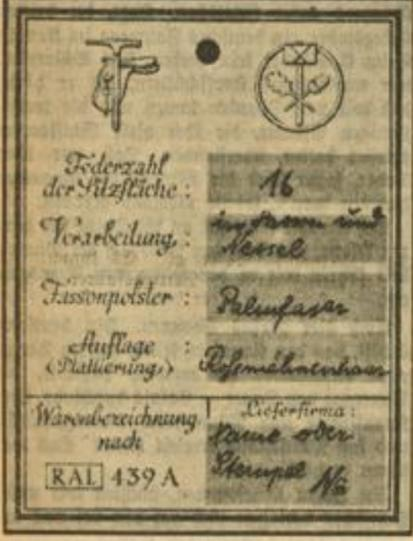 Federzahl
der Sitzfläche : 16
Verarbeitung : und
Nessel
Fassonpolster : Palmfaser
Auflage :
(Plattierung) Roßmähnenhaar
Warenbezeichnung
nach
RAL 439 A
Lieferfirma :
Name oder
Stempel No